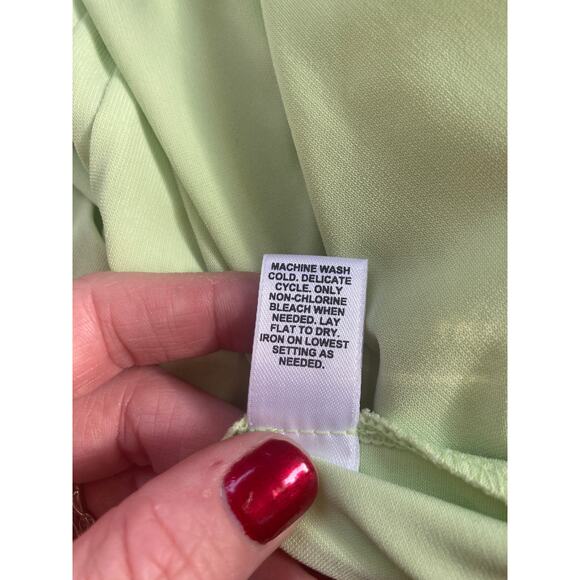 MACHINE WASH
COLD. DELICATE
CYCLE. ONLY
NON-CHLORINE
BLEACH WHEN
NEEDED. LAY
FLAT TO DRY.
IRON ON LOWEST
SETTING AS
NEEDED.